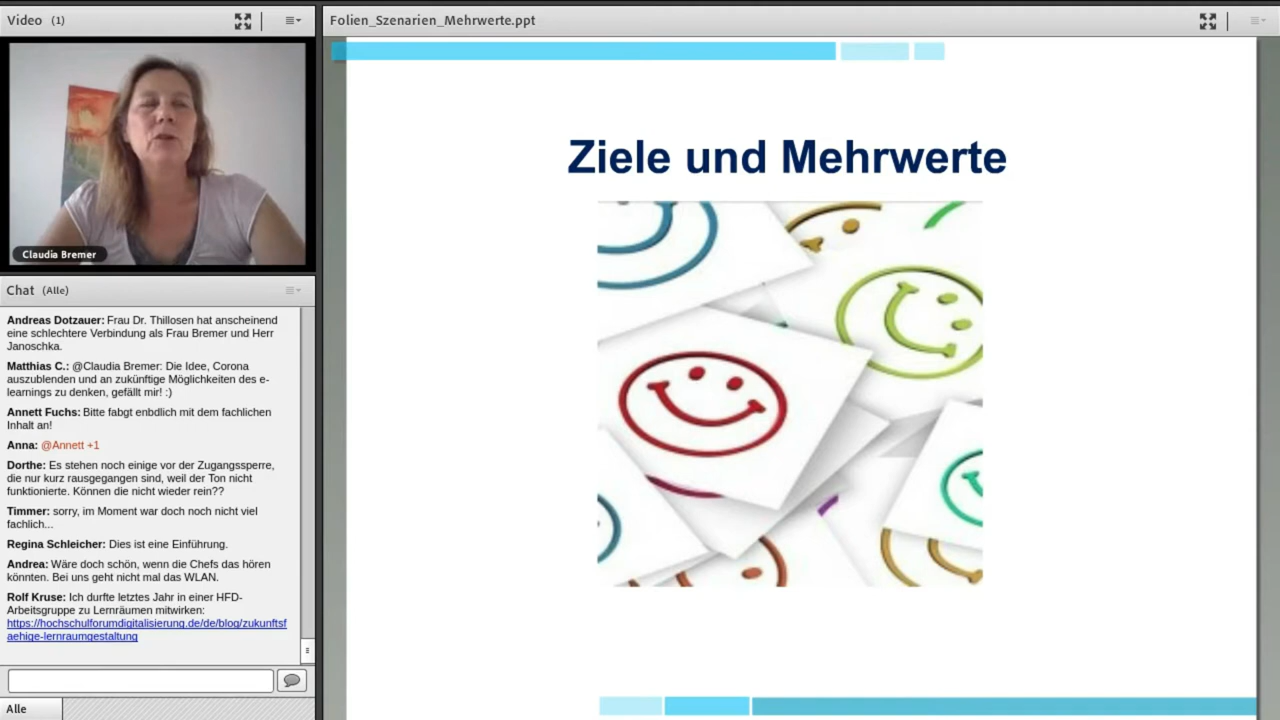 Video (1)
Claudia Bremer
Chat (Alle)
Andreas Dotzauer: Frau Dr. Thillosen hat anscheinend
eine schlechtere Verbindung als Frau Bremer und Herr
Janoschka.
Matthias C.: @Claudia Bremer: Die Idee, Corona
auszublenden und an zukünftige Möglichkeiten des e-
learnings zu denken, gefällt mir! :)
Annett Fuchs: Bitte fabgt enbdlich mit dem fachlichen
Inhalt an!
Anna: @Annett +1
Dorthe: Es stehen noch einige vor der Zugangssperre,
die nur kurz rausgegangen sind, weil der Ton nicht
funktionierte. Können die nicht wieder rein??
Timmer: sorry, im Moment war doch noch nicht viel
fachlich...
Regina Schleicher: Dies ist eine Einführung.
Andrea: Wäre doch schön, wenn die Chefs das hören
könnten. Bei uns geht nicht mal das WLAN.
Rolf Kruse: Ich durfte letztes Jahr in einer HFD-
Arbeitsgruppe zu Lernräumen mitwirken:
https://hochschulforumdigitalisierung.de/de/blog/zukunftsf
aehige-lernraumgestaltung
Alle
Folien_Szenarien_Mehrwerte.ppt
Ziele und Mehrwerte